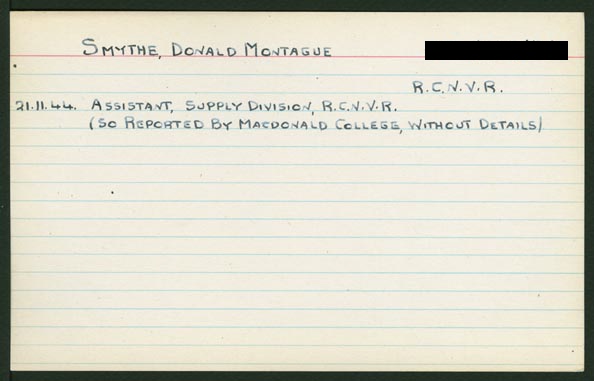 SMYTHE, DONALD MONTAGUE
R.C.N.V.R.
21.11.44. ASSISTANT, SUPPLY DIVISION, R.C.N.V.R.
(SO REPORTED BY MACDONALD COLLEGE, WITHOUT DETAILS)